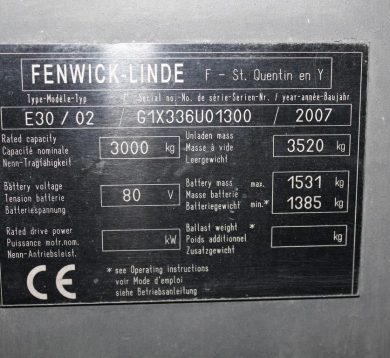 FENWICK-LINDE F - St. Quentin en Y
Type-Modèle-Typ / Serial no.-No. de série-Serien-Nr. / year-année-Baujahr
E30 / 02 / G1X336U01300 / 2007
Rated capacity
Capacité nominale 3000 kg
Nenn-Tragfähigkeit
Unladen mass
Masse à vide 3520 kg
Leergewicht
Battery voltage
Tension batterie 80 V
Batteriespannung
Battery mass max. 1531 kg
Masse batterie
Batteriegewicht min.* 1385 kg
Rated drive power
Puissance motr.nom. kW
Nenn-Antriebsleist.
Ballast weight *
Poids additionnel kg
Zusatzgewicht
CE
* see Operating instructions
voir Mode d'emploi
siehe Betriebsanleitung